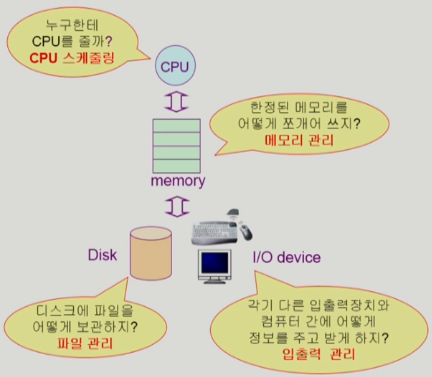 누구한테
CPU를 줄까?
CPU 스케줄링
CPU
한정된 메모리를
어떻게 쪼개어 쓰지?
메모리 관리
memory
Disk
I/O device
디스크에 파일을
어떻게 보관하지?
파일 관리
각기 다른 입출력장치와
컴퓨터 간에 어떻게
정보를 주고 받게 하지?
입출력 관리